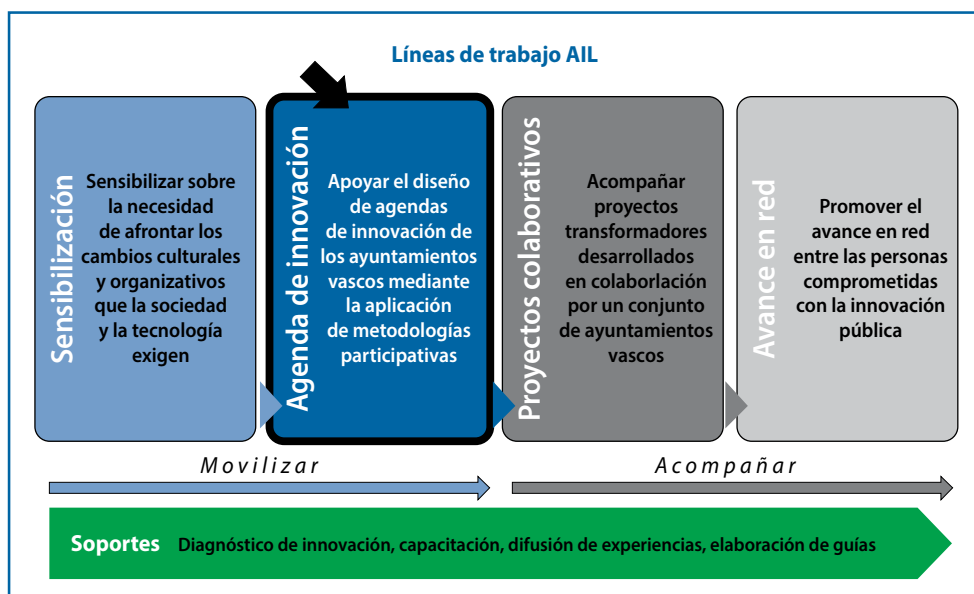 Líneas de trabajo AIL
Sensibilización
Sensibilizar sobre
la necesidad
de afrontar los
cambios culturales
y organizativos
que la sociedad
y la tecnología
exigen
Agenda de innovación
Apoyar el diseño
de agendas
de innovación de
los ayuntamientos
vascos mediante
la aplicación
de metodologías
participativas
Proyectos colaborativos
Acompañar
proyectos
transformadores
desarrollados
en colaborlación
por un conjunto
de ayuntamientos
vascos
Avance en red
Promover el
avance en red
entre las personas
comprometidas
con la innovación
pública
Movilizar
Acompañar
Soportes Diagnóstico de innovación, capacitación, difusión de experiencias, elaboración de guías